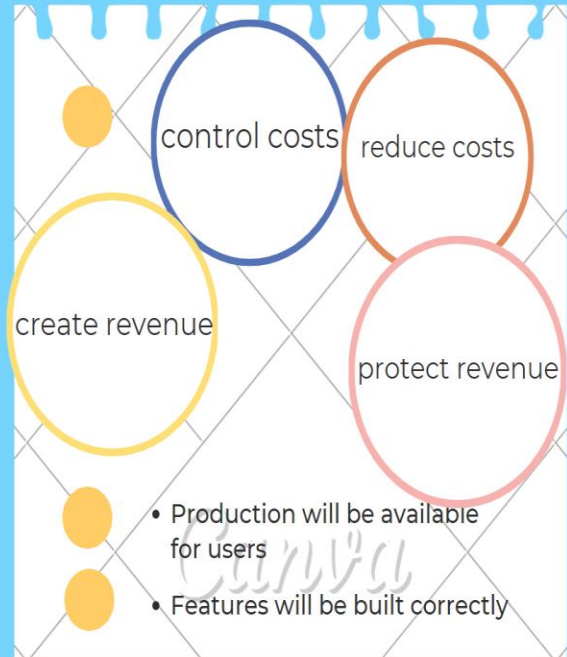 control costs
reduce costs
create revenue
protect revenue
• Production will be available
for users
Canva
• Features will be built correctly